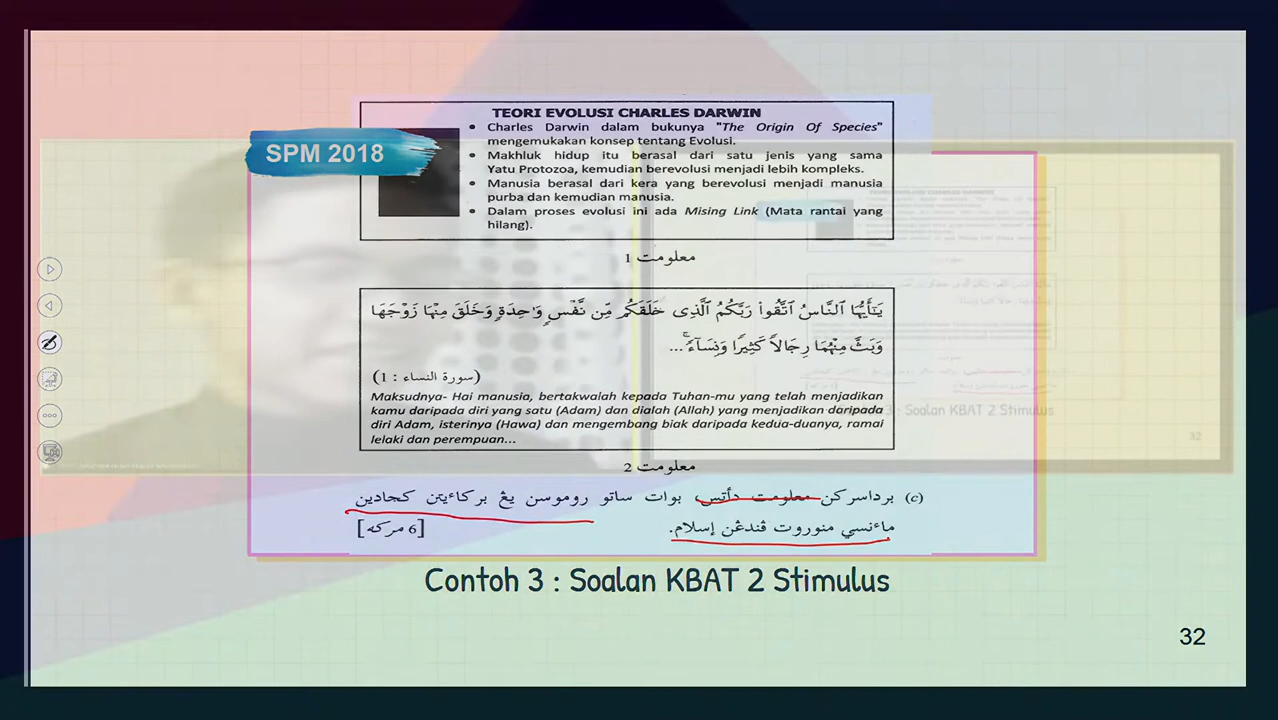 TEORI EVOLUSI CHARLES DARWIN
SPM 2018
• Charles Darwin dalam bukunya "The Origin Of Species"
mengemukakan konsep tentang Evolusi.
• Makhluk hidup itu berasal dari satu jenis yang sama
Yatu Protozoa, kemudian berevolusi menjadi lebih kompleks.
• Manusia berasal dari kera yang berevolusi menjadi manusia
purba dan kemudian manusia.
• Dalam proses evolusi ini ada Mising Link (Mata rantai yang
hilang).
معلومت 1
يَٰٓأَيُّهَا ٱلنَّاسُ ٱتَّقُوا۟ رَبَّكُمُ ٱلَّذِى خَلَقَكُم مِّن نَّفْسٍ وَٰحِدَةٍ وَخَلَقَ مِنْهَا زَوْجَهَا
وَبَثَّ مِنْهُمَا رِجَالًا كَثِيرًا وَنِسَآءً ۚ ...
(سورة النساء : 1)
Maksudnya- Hai manusia, bertakwalah kepada Tuhan-mu yang telah menjadikan
kamu daripada diri yang satu (Adam) dan dialah (Allah) yang menjadikan daripada
diri Adam, isterinya (Hawa) dan mengembang biak daripada kedua-duanya, ramai
lelaki dan perempuan...
معلومت 2
(c) برداسركن معلومت دأتس، بوات ساتو روموسن يڠ بركاءيتن كجادين
ماءنسي منوروت ڤندڠن إسلام.
[6 مركه]
Contoh 3 : Soalan KBAT 2 Stimulus
32